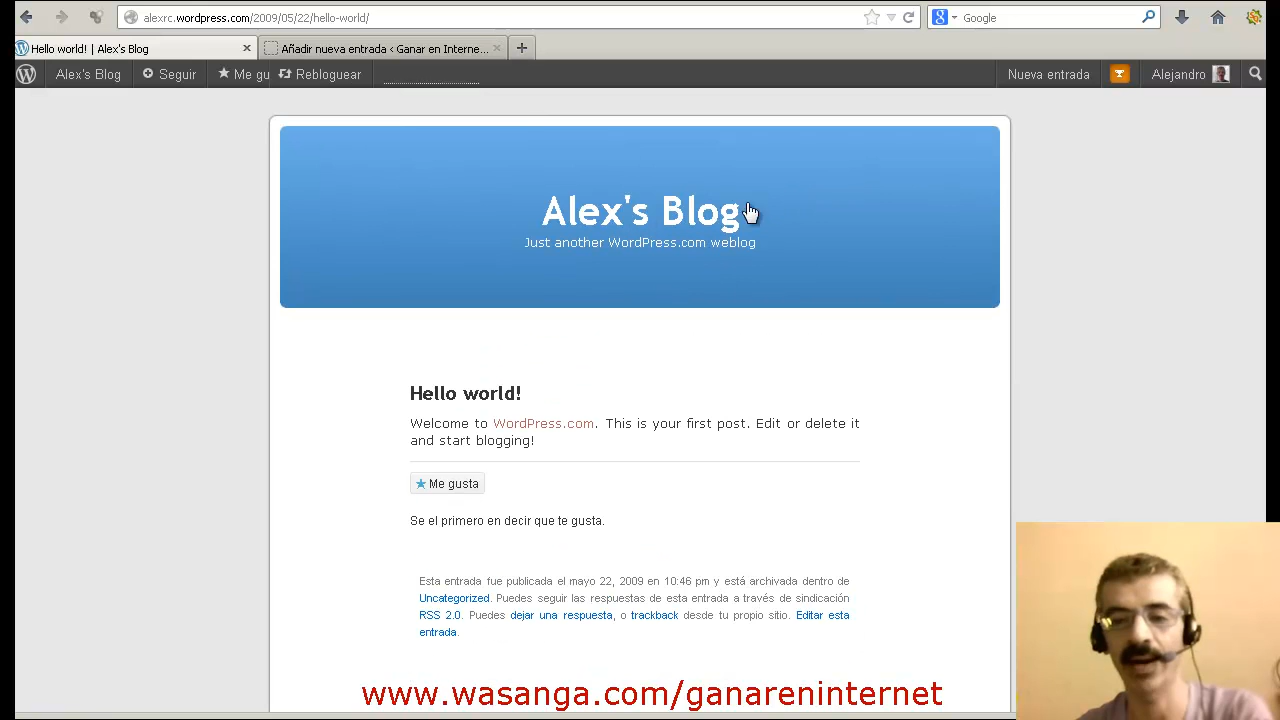 alexrc.wordpress.com/2009/05/22/hello-world/
Google
Hello world! | Alex's Blog
Añadir nueva entrada ‹ Ganar en Interne...
Alex's Blog Seguir Me gu Rebloguear Nueva entrada Alejandro
Alex's Blog
Just another WordPress.com weblog
Hello world!
Welcome to WordPress.com. This is your first post. Edit or delete it
and start blogging!
Me gusta
Se el primero en decir que te gusta.
Esta entrada fue publicada el mayo 22, 2009 en 10:46 pm y está archivada dentro de
Uncategorized. Puedes seguir las respuestas de esta entrada a través de sindicación
RSS 2.0. Puedes dejar una respuesta, o trackback desde tu propio sitio. Editar esta
entrada.
www.wasanga.com/ganareninternet